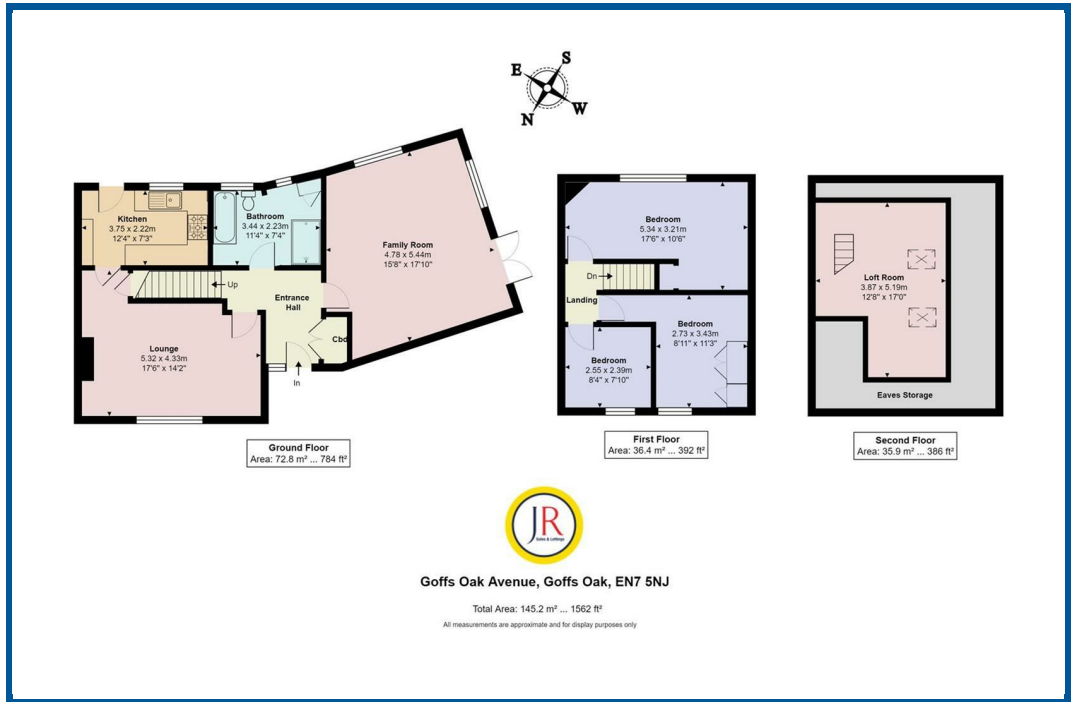 S
E
W
N
Kitchen
3.75 x 2.22m
12'4" x 7'3"
Bathroom
3.44 x 2.23m
11'4" x 7'4"
Family Room
4.78 x 5.44m
15'8" x 17'10"
Up
Entrance
Hall
Cbd
Lounge
5.32 x 4.33m
17'6" x 14'2"
In
Ground Floor
Area: 72.8 m² ... 784 ft²
Bedroom
5.34 x 3.21m
17'6" x 10'6"
Dn
Landing
Bedroom
2.73 x 3.43m
8'11" x 11'3"
Bedroom
2.55 x 2.39m
8'4" x 7'10"
First Floor
Area: 36.4 m² ... 392 ft²
Loft Room
3.87 x 5.19m
12'8" x 17'0"
Eaves Storage
Second Floor
Area: 35.9 m² ... 386 ft²
JR
Sales & Lettings
Goffs Oak Avenue, Goffs Oak, EN7 5NJ
Total Area: 145.2 m² ... 1562 ft²
All measurements are approximate and for display purposes only